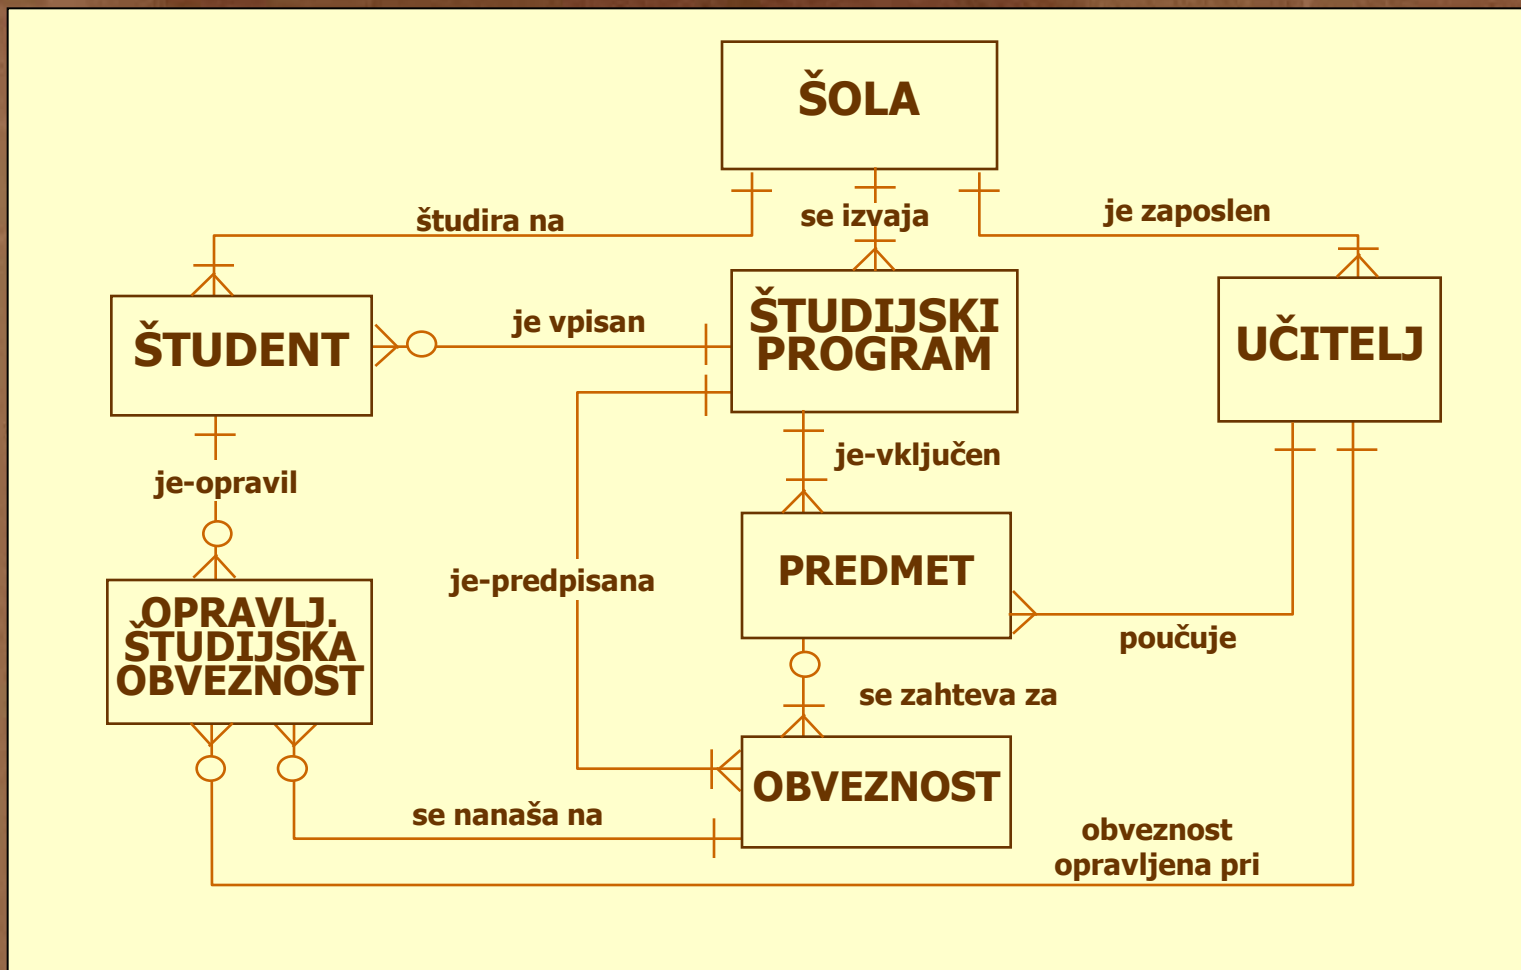 ŠOLA
študira na
se izvaja
je zaposlen
ŠTUDENT
je vpisan
ŠTUDIJSKI
PROGRAM
UČITELJ
je-opravil
je-vključen
je-predpisana
PREDMET
poučuje
OPRAVLJ.
ŠTUDIJSKA
OBVEZNOST
se zahteva za
OBVEZNOST
se nanaša na
obveznost
opravljena pri